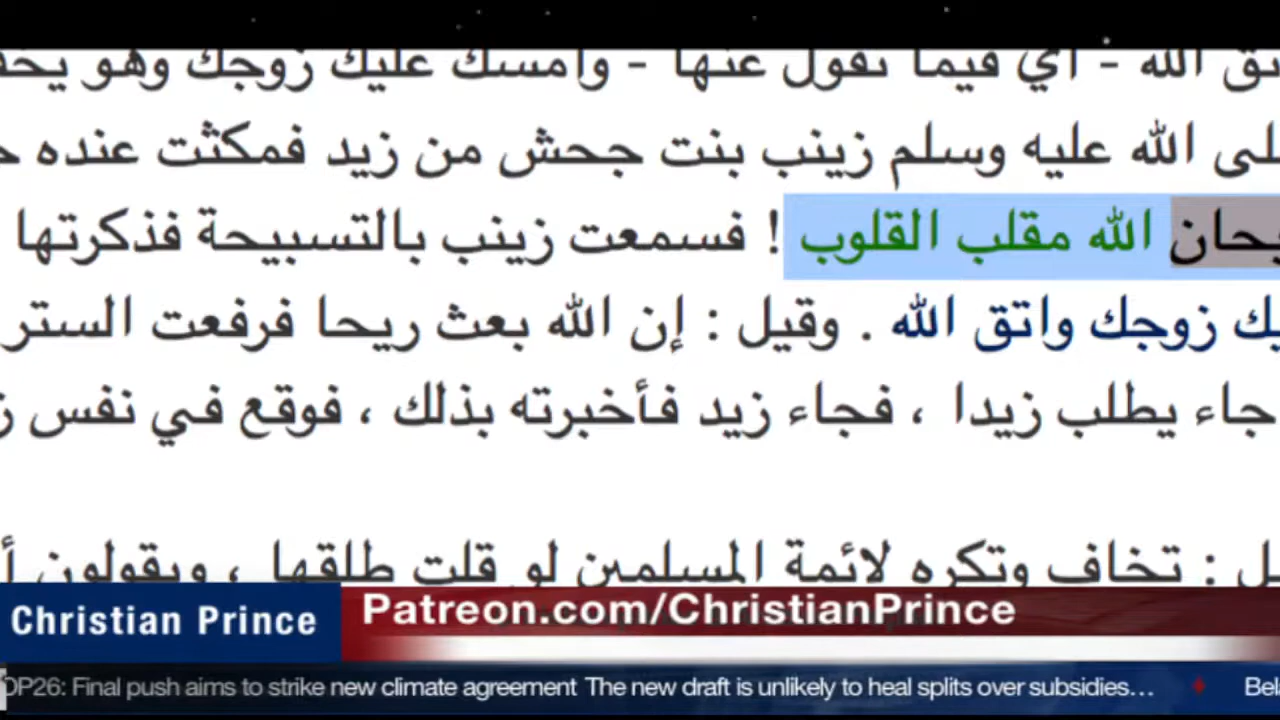 الله - أي فيما تقول عنها - وأمسك عليك زوجك وهو
الله عليه وسلم زينب بنت جحش من زيد فمكثت عنده
الله مقلب القلوب ! فسمعت زينب بالتسبيحة فذكرتها
زوجك واتق الله . وقيل : إن الله بعث ريحا فرفعت الستر
جاء يطلب زيدا ، فجاء زيد فأخبرته بذلك ، فوقع في نفس
: تخاف وتكره لائمة المسلمين لو قلت طلقها ، ويقولون
Christian Prince
Patreon.com/ChristianPrince
OP26: Final push aims to strike new climate agreement The new draft is unlikely to heal splits over subsidies… ♦